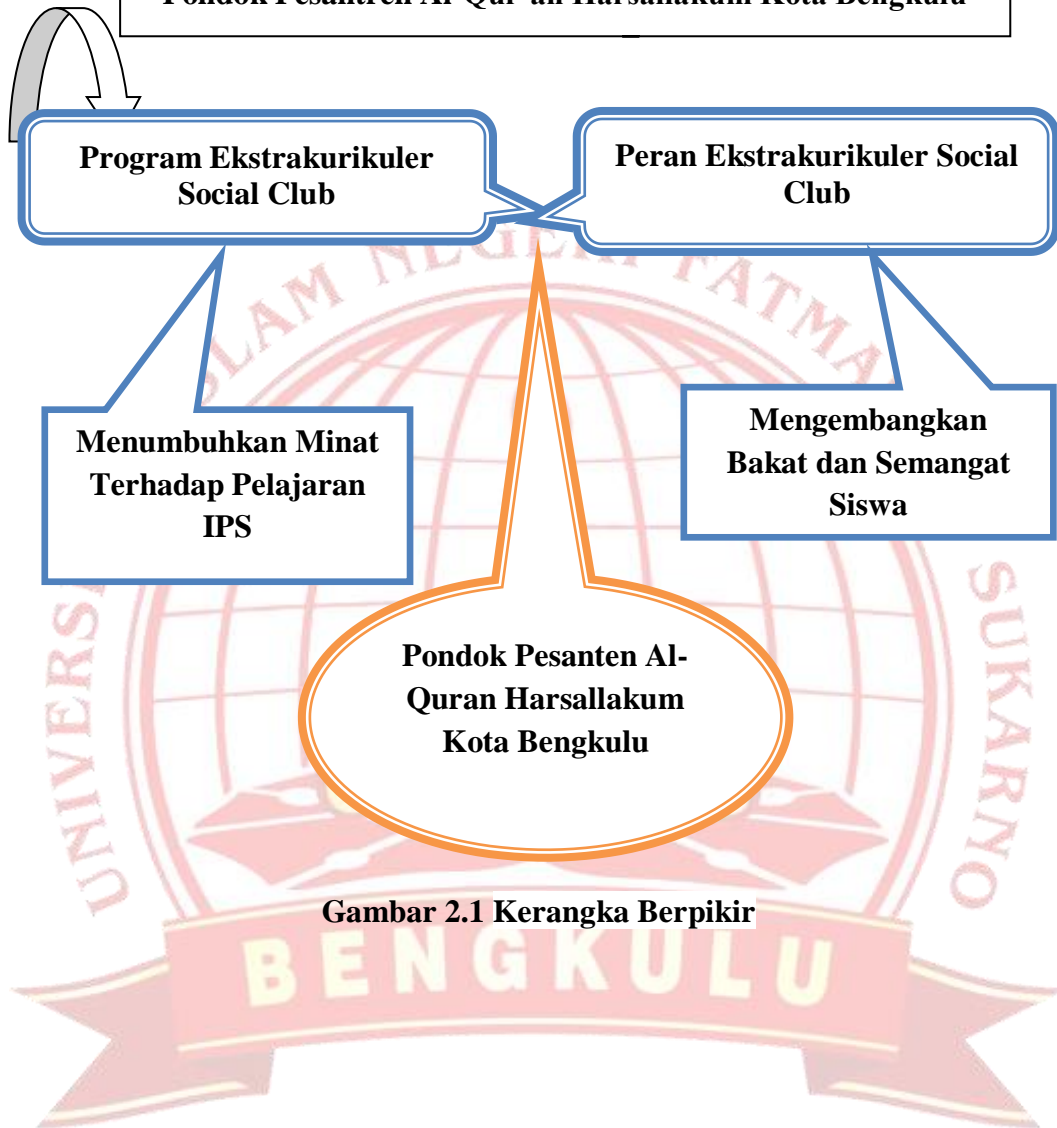 Pondok Pesantren Al-Qur'an Harsallakum Kota Bengkulu
Program Ekstrakurikuler
Social Club
Peran Ekstrakurikuler Social
Club
Menumbuhkan Minat
Terhadap Pelajaran
IPS
Mengembangkan
Bakat dan Semangat
Siswa
Pondok Pesanten Al-
Quran Harsallakum
Kota Bengkulu
Gambar 2.1 Kerangka Berpikir
NEGERI
SUKARNO
BENGKULU